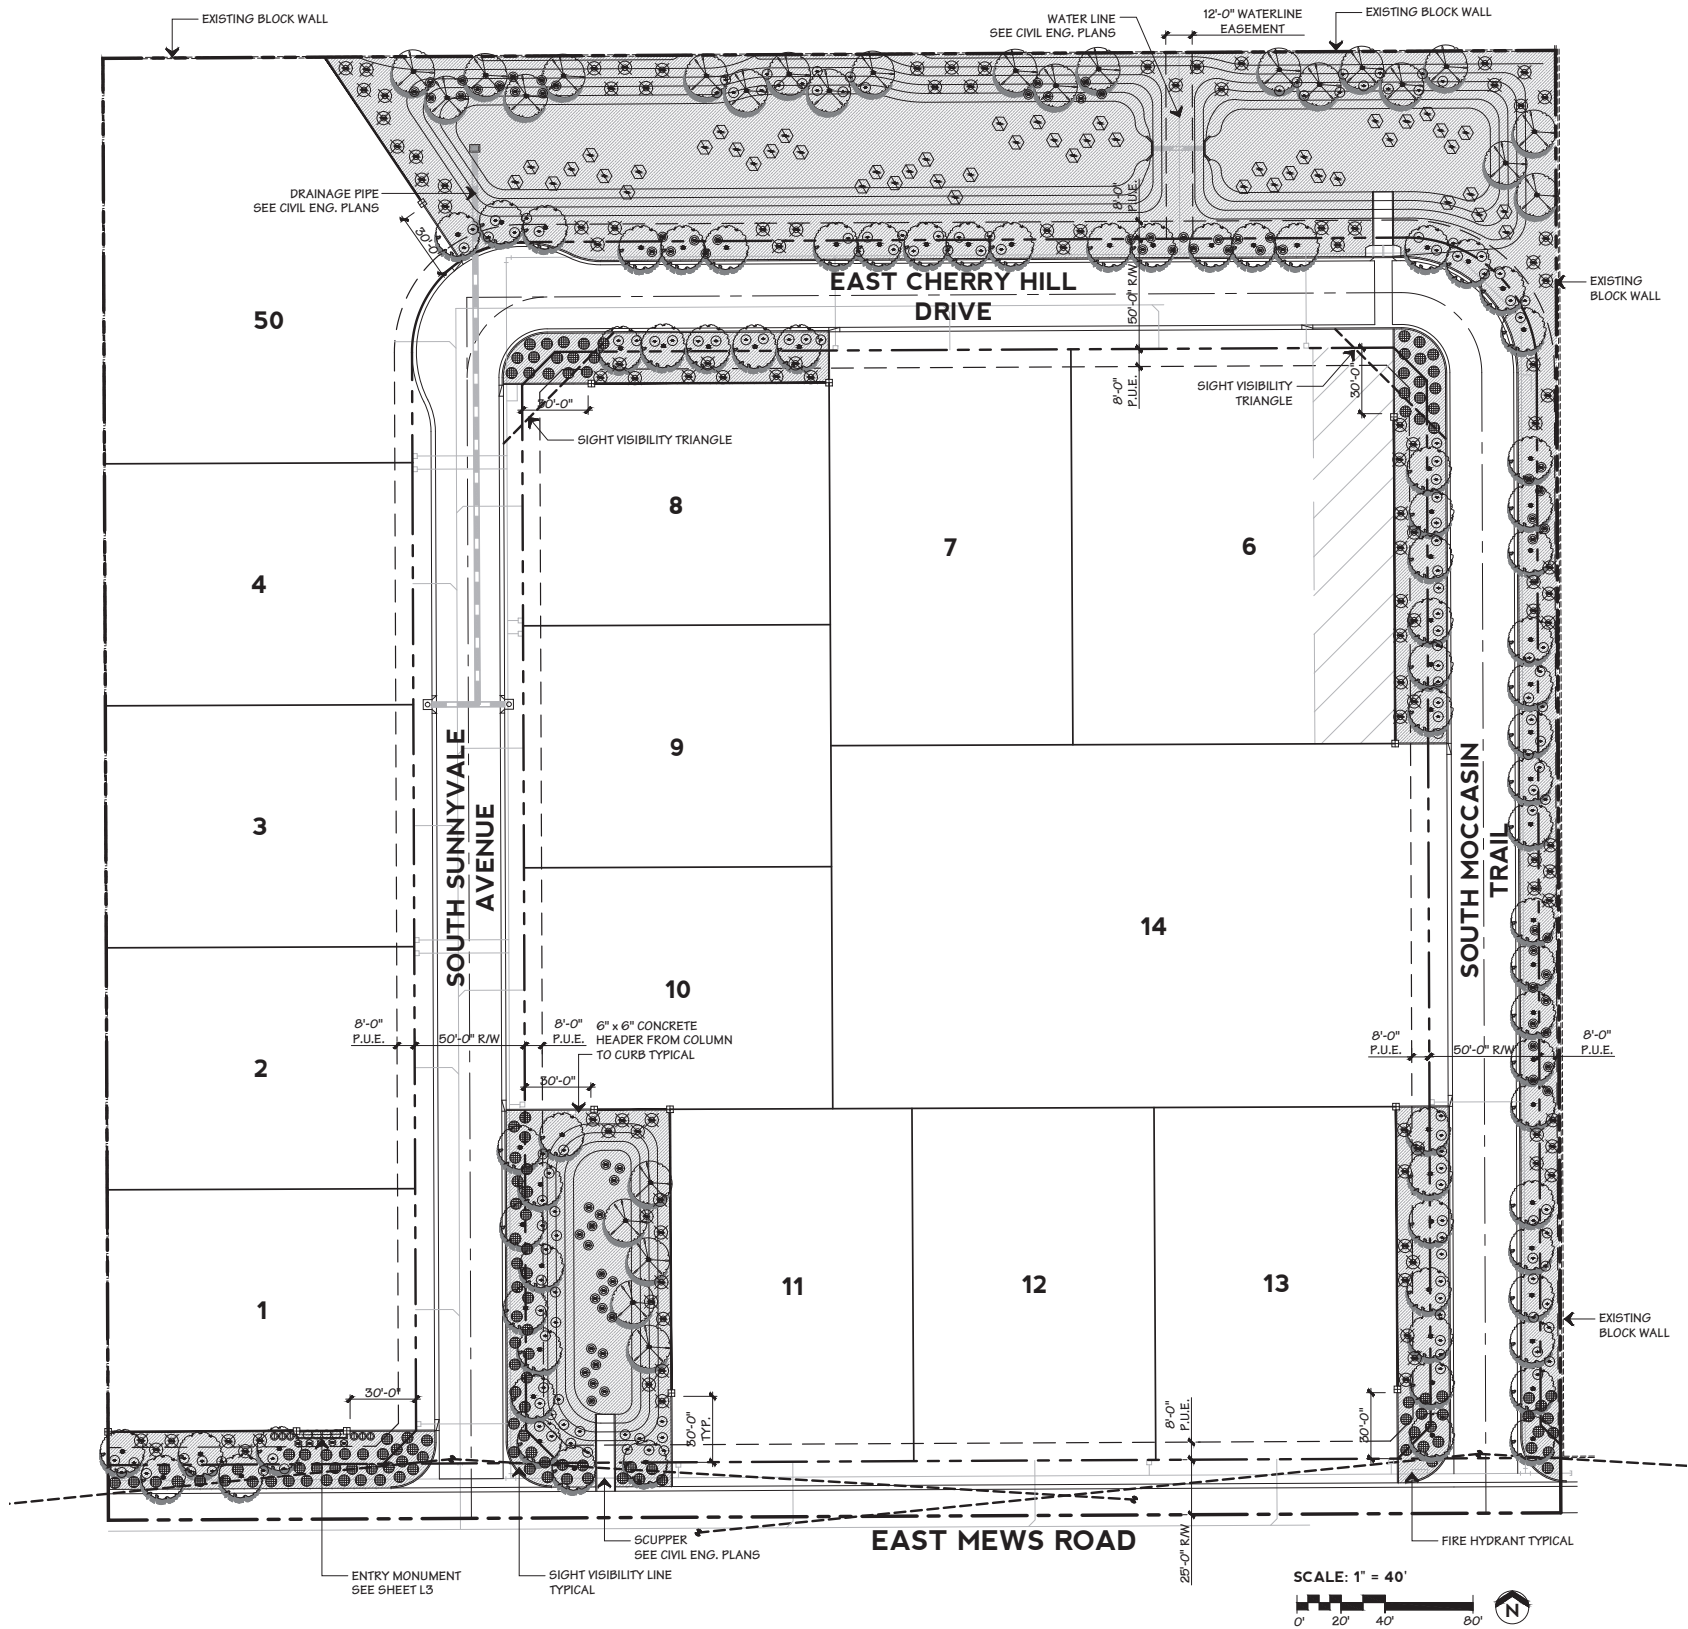 EXISTING BLOCK WALL
WATER LINE
SEE CIVIL ENG. PLANS
12'-0" WATERLINE
EASEMENT
EXISTING BLOCK WALL
DRAINAGE PIPE
SEE CIVIL ENG. PLANS
30'-0"
8'-0"
P.U.E.
EAST CHERRY HILL
DRIVE
50'-0" R/W
EXISTING
BLOCK WALL
50
8'-0"
P.U.E.
SIGHT VISIBILITY
TRIANGLE
30'-0"
30'-0"
SIGHT VISIBILITY TRIANGLE
8
7
6
4
9
SOUTH SUNNYVALE
AVENUE
SOUTH MOCCASIN
TRAIL
3
14
10
8'-0"
P.U.E.
50'-0" R/W
8'-0"
P.U.E.
6" x 6" CONCRETE
HEADER FROM COLUMN
TO CURB TYPICAL
8'-0"
P.U.E.
50'-0" R/W
8'-0"
P.U.E.
2
30'-0"
11
12
13
1
EXISTING
BLOCK WALL
30'-0"
30'-0"
TYP.
8'-0"
P.U.E.
30'-0"
EAST MEWS ROAD
25'-0" R/W
SCUPPER
SEE CIVIL ENG. PLANS
FIRE HYDRANT TYPICAL
ENTRY MONUMENT
SEE SHEET L3
SIGHT VISIBILITY LINE
TYPICAL
SCALE: 1" = 40'
0' 20' 40' 80'
N